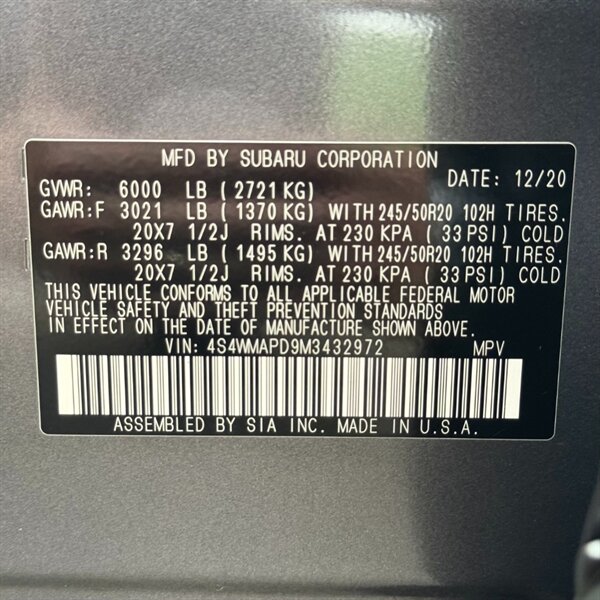 MFD BY SUBARU CORPORATION
DATE: 12/20
GVWR: 6000 LB ( 2721 KG)
GAWR:F 3021 LB ( 1370 KG) WITH 245/50R20 102H TIRES.
20X7 1/2J RIMS. AT 230 KPA ( 33 PSI) COLD
GAWR:R 3296 LB ( 1495 KG) WITH 245/50R20 102H TIRES.
20X7 1/2J RIMS. AT 230 KPA ( 33 PSI) COLD
THIS VEHICLE CONFORMS TO ALL APPLICABLE FEDERAL MOTOR
VEHICLE SAFETY AND THEFT PREVENTION STANDARDS
IN EFFECT ON THE DATE OF MANUFACTURE SHOWN ABOVE.
VIN: 4S4WMAPD9M3432972 MPV
ASSEMBLED BY SIA INC. MADE IN U.S.A.